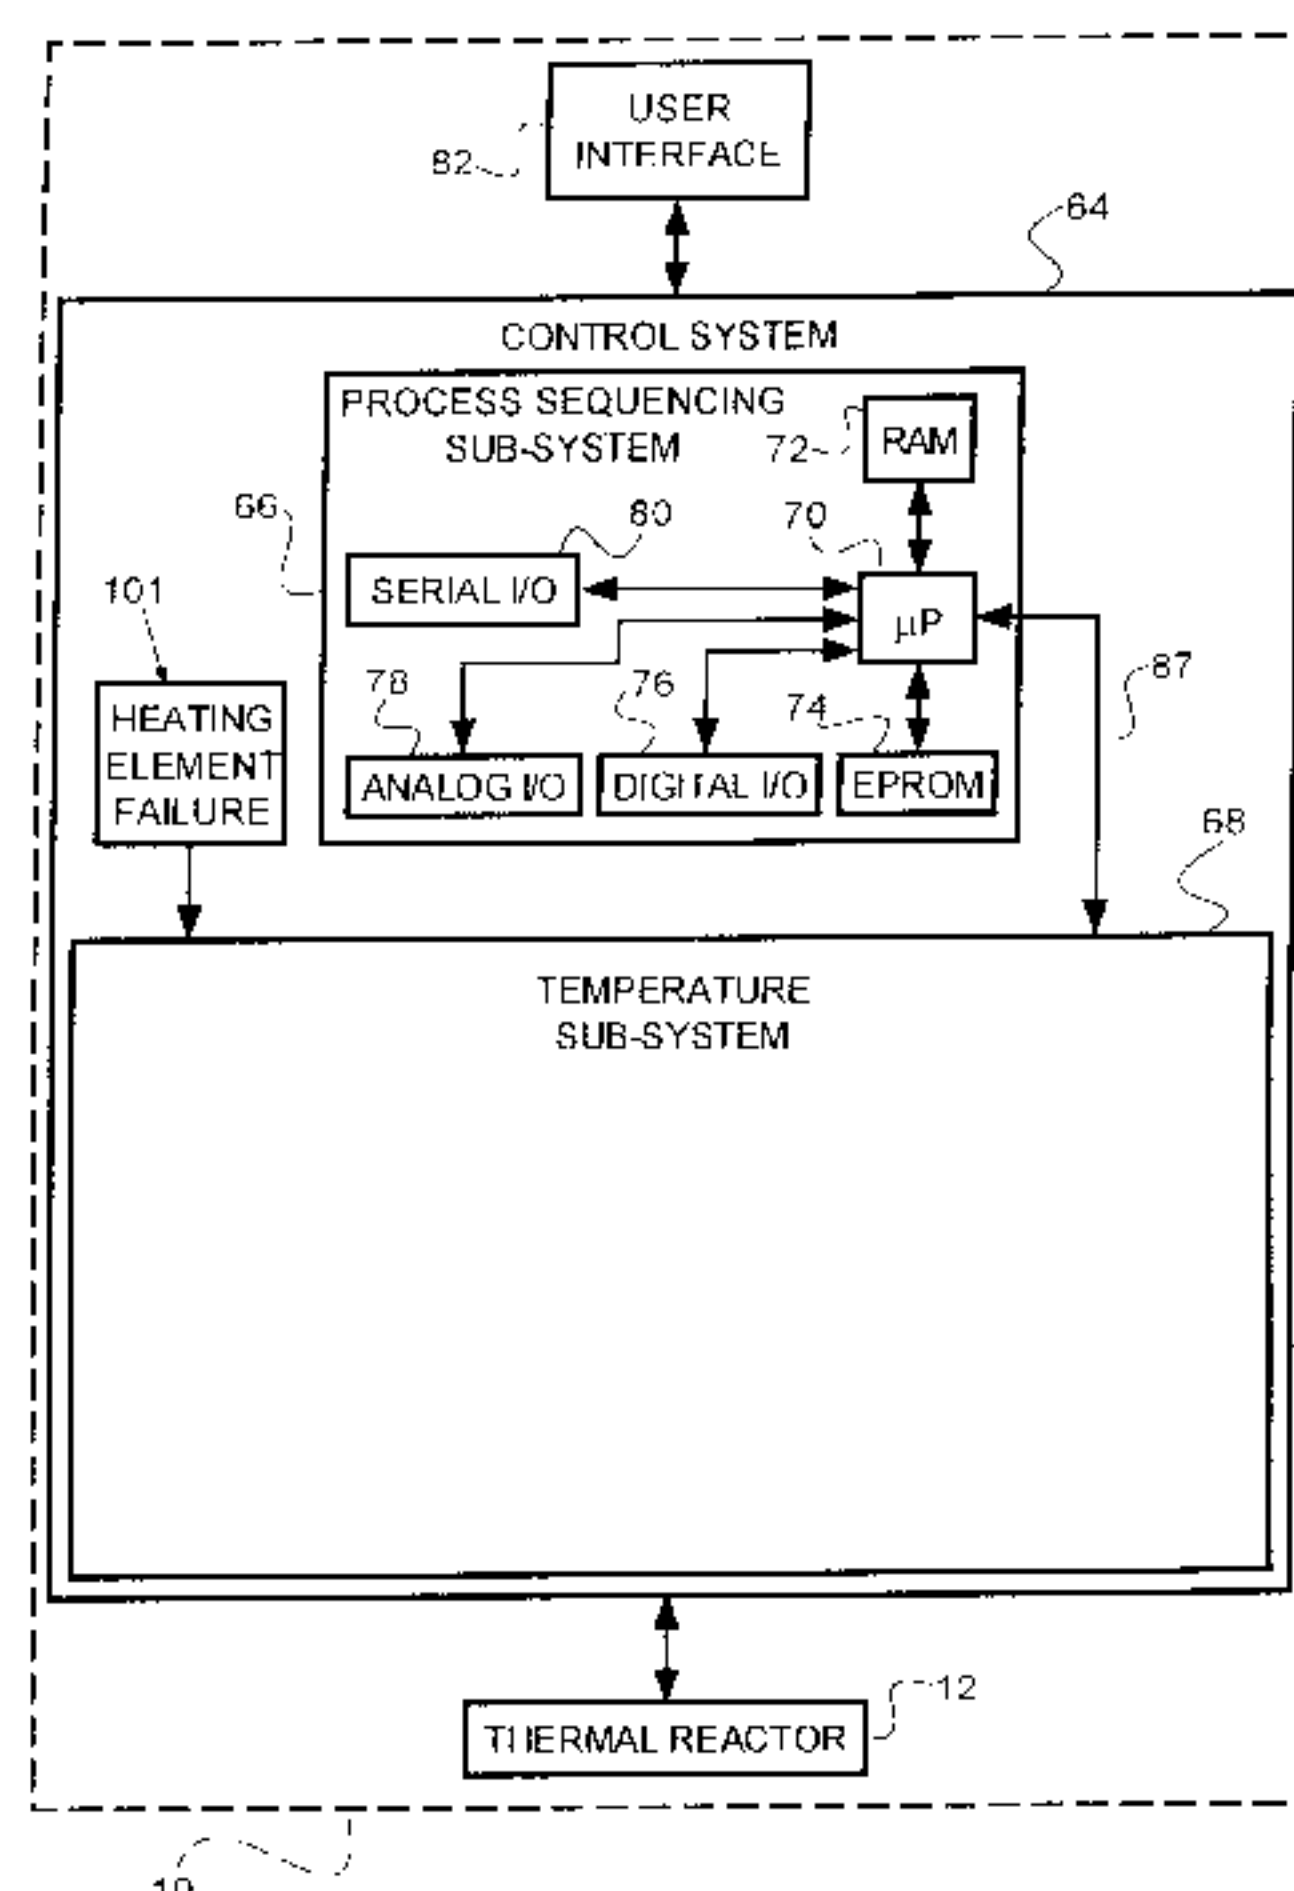 USER
INTERFACE
82
64
CONTROL SYSTEM
PROCESS SEQUENCING
SUB-SYSTEM
72
RAM
66
80
70
SERIAL I/O
μP
101
HEATING
ELEMENT
FAILURE
78
76
74
87
ANALOG I/O
DIGITAL I/O
EPROM
68
TEMPERATURE
SUB-SYSTEM
12
THERMAL REACTOR
10